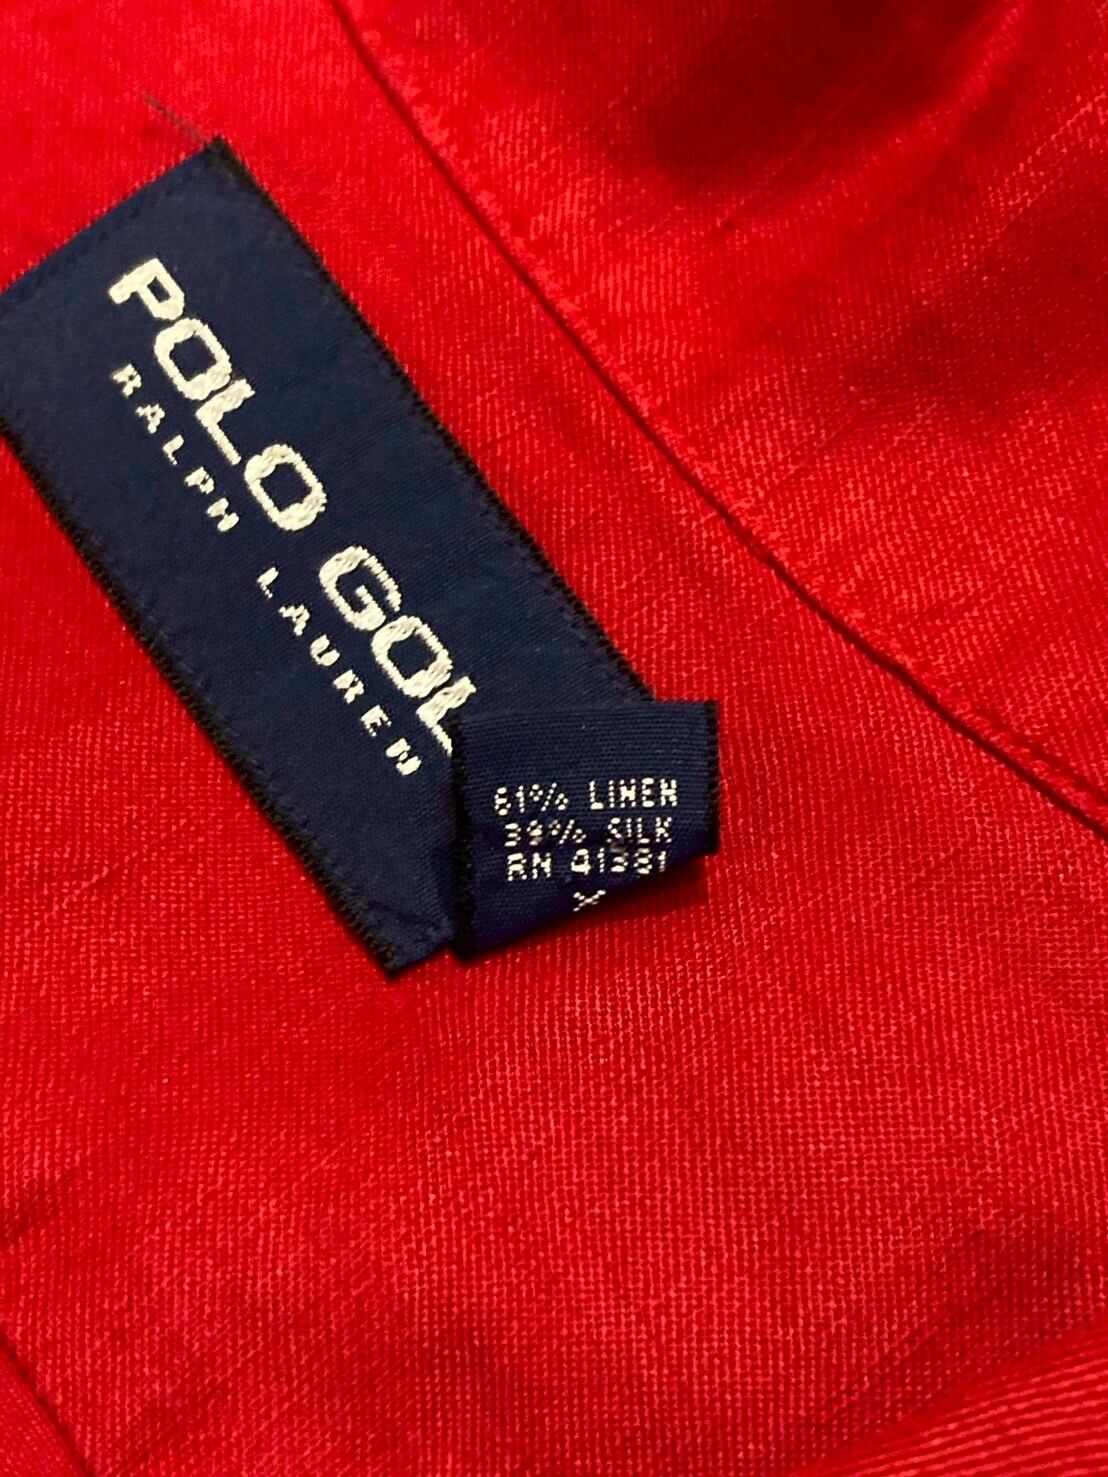 POLO GOL
RALPH LAUREN
61% LINEN
39% SILK
RN 41381
X